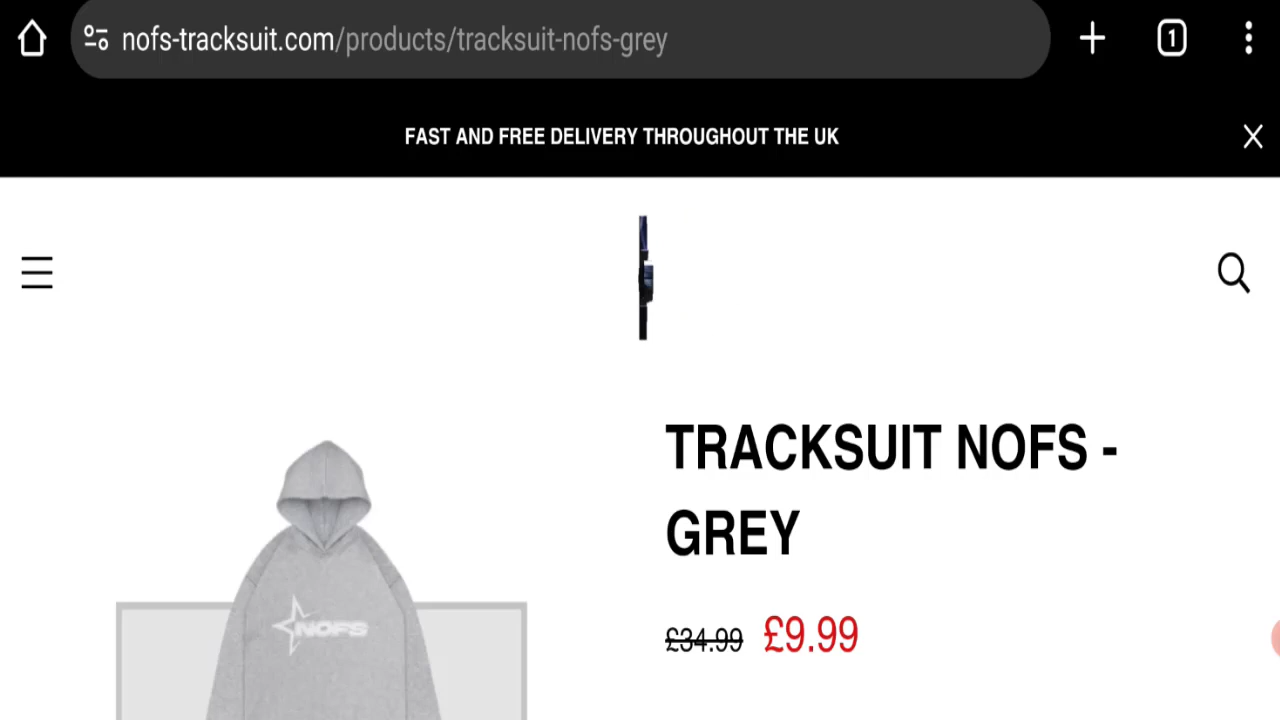 nofs-tracksuit.com/products/tracksuit-nofs-grey
1
FAST AND FREE DELIVERY THROUGHOUT THE UK
TRACKSUIT NOFS -
GREY
NOFS
£34.99 £9.99